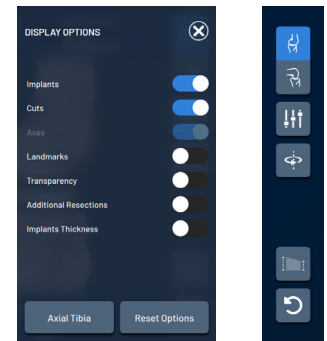 DISPLAY OPTIONS
Implants
Cuts
Axes
Landmarks
Transparency
Additional Resections
Implants Thickness
Axial Tibia Reset Options